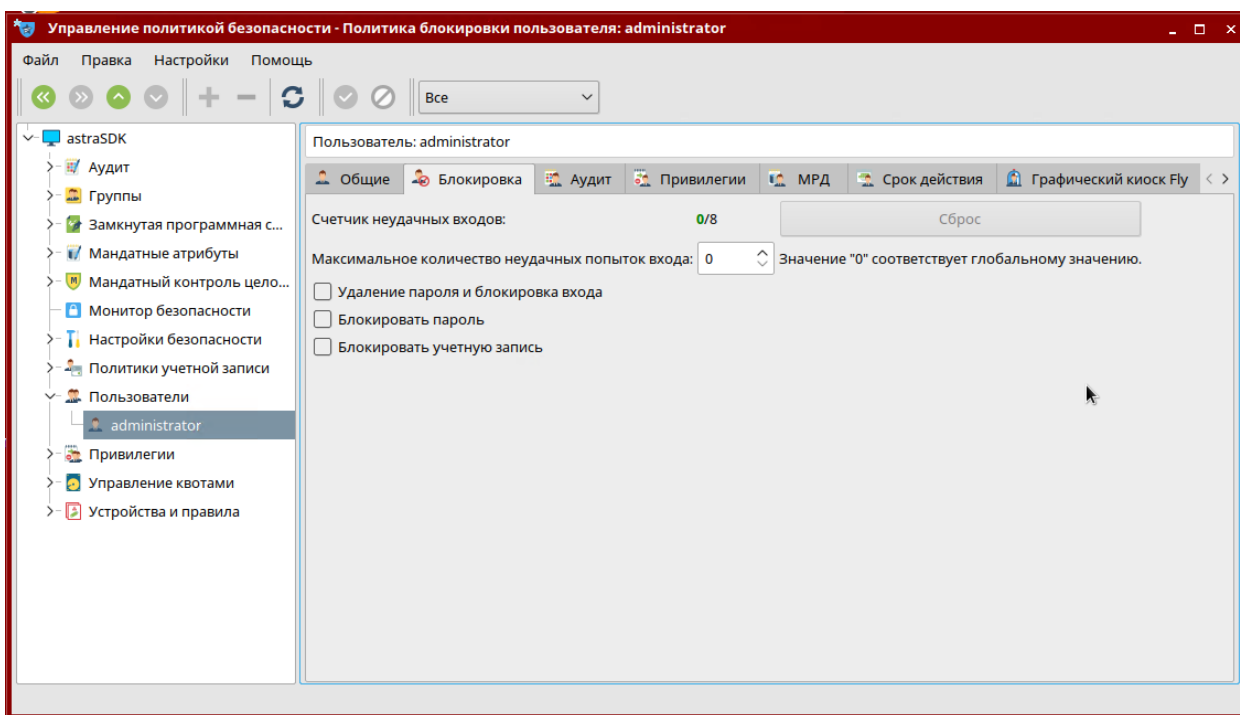 Управление политикой безопасности - Политика блокировки пользователя: administrator
Файл Правка Настройки Помощь
Все
astraSDK
Аудит
Группы
Замкнутая программная с...
Мандатные атрибуты
Мандатный контроль цело...
Монитор безопасности
Настройки безопасности
Политики учетной записи
Пользователи
administrator
Привилегии
Управление квотами
Устройства и правила
Пользователь: administrator
Общие Блокировка Аудит Привилегии МРД Срок действия Графический киоск Fly
Счетчик неудачных входов: 0/8 Сброс
Максимальное количество неудачных попыток входа: 0 Значение "0" соответствует глобальному значению.
Удаление пароля и блокировка входа
Блокировать пароль
Блокировать учетную запись